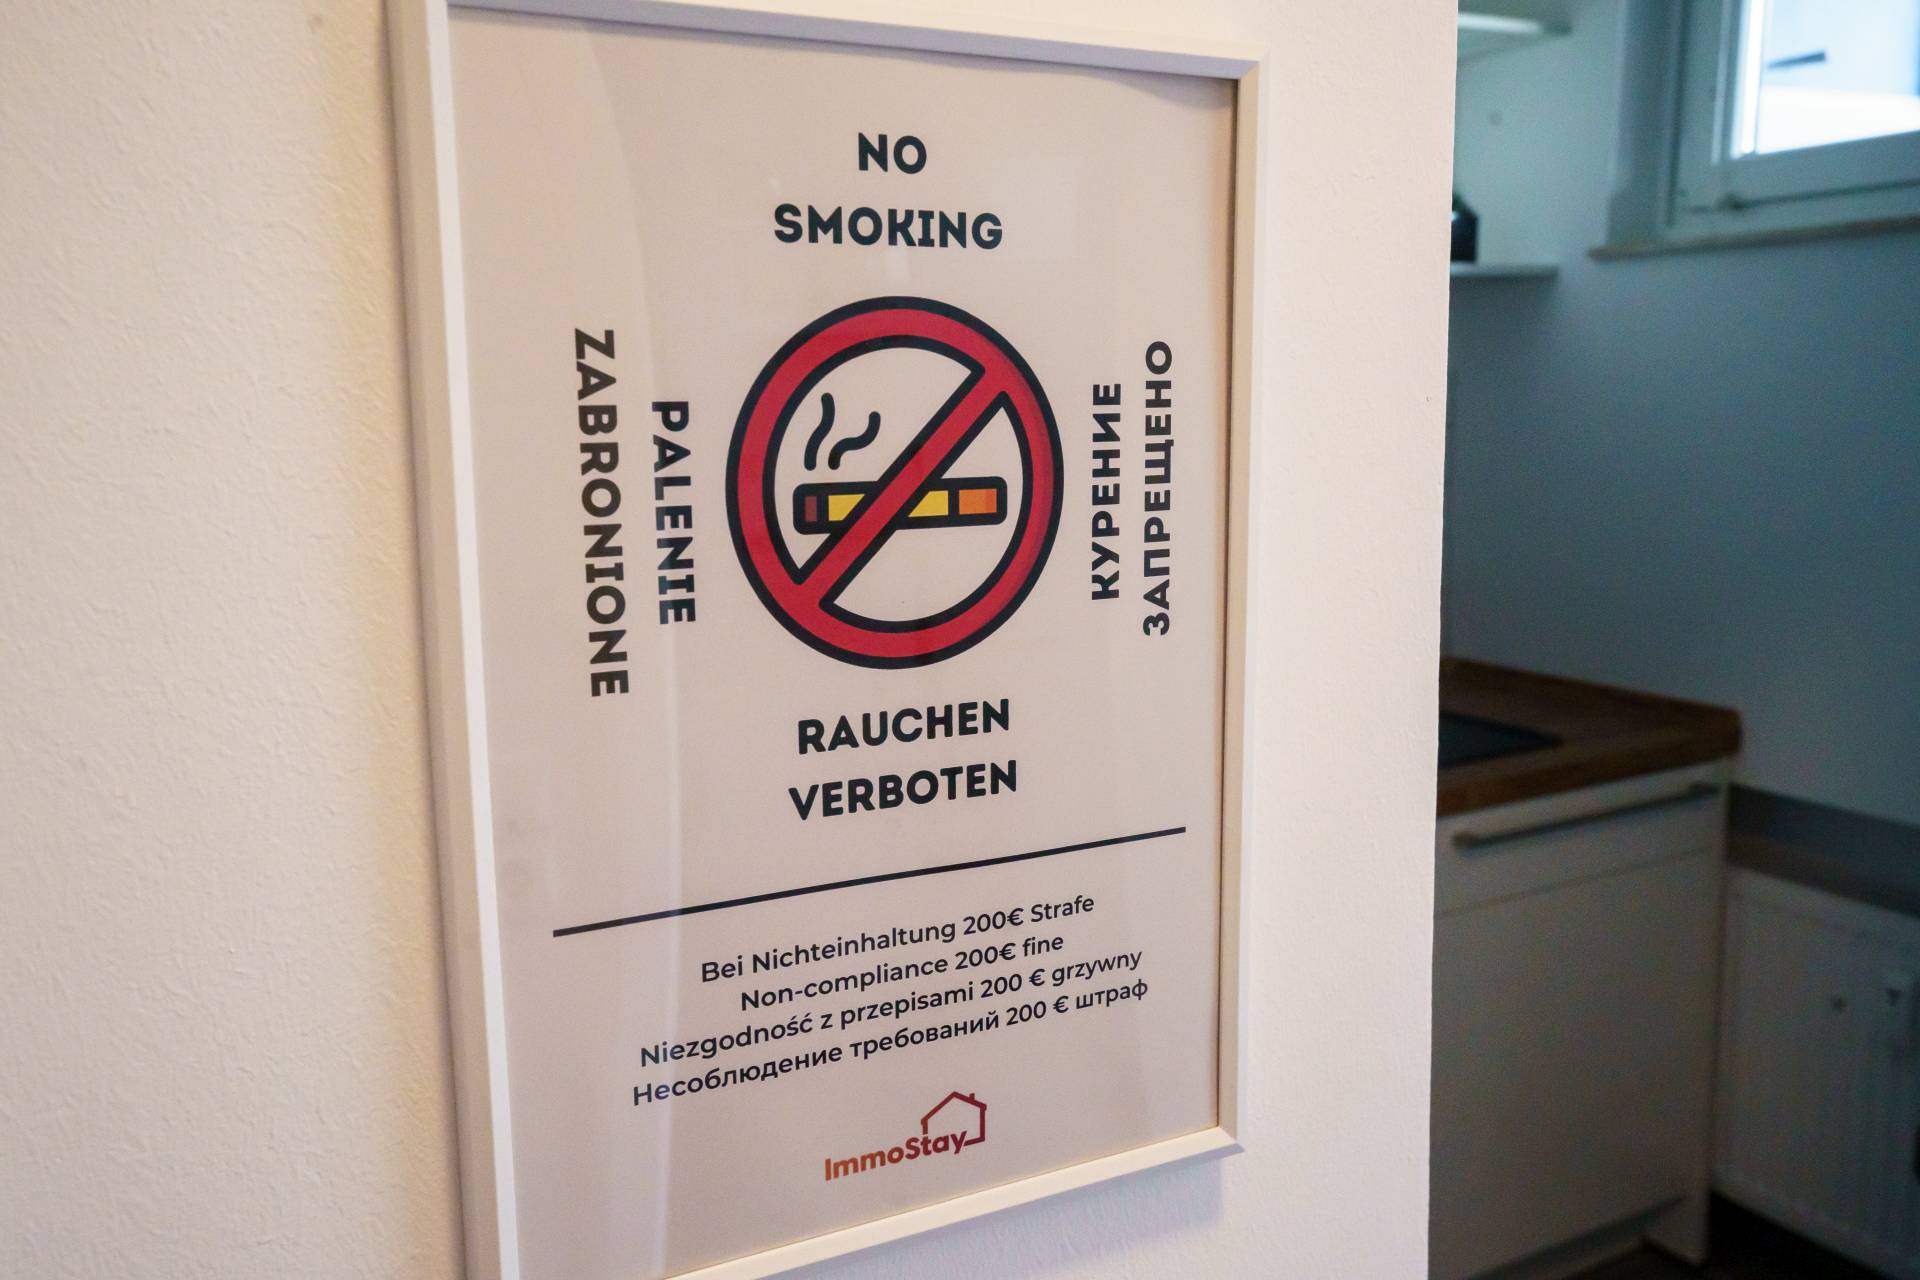 NO
SMOKING
ZABRONIONE
PALENIE
КУРЕНИЕ
ЗАПРЕЩЕНО
RAUCHEN
VERBOTEN
Bei Nichteinhaltung 200€ Strafe
Non-compliance 200€ fine
Niezgodność z przepisami 200 € grzywny
Несоблюдение требований 200 € штраф
ImmoStay